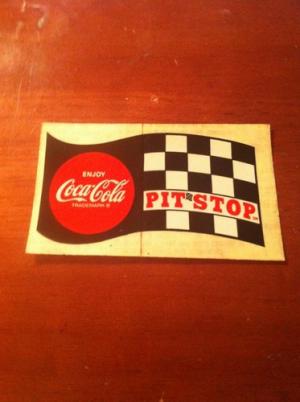 ENJOY
Coca-Cola
TRADEMARK ®
PIT STOP